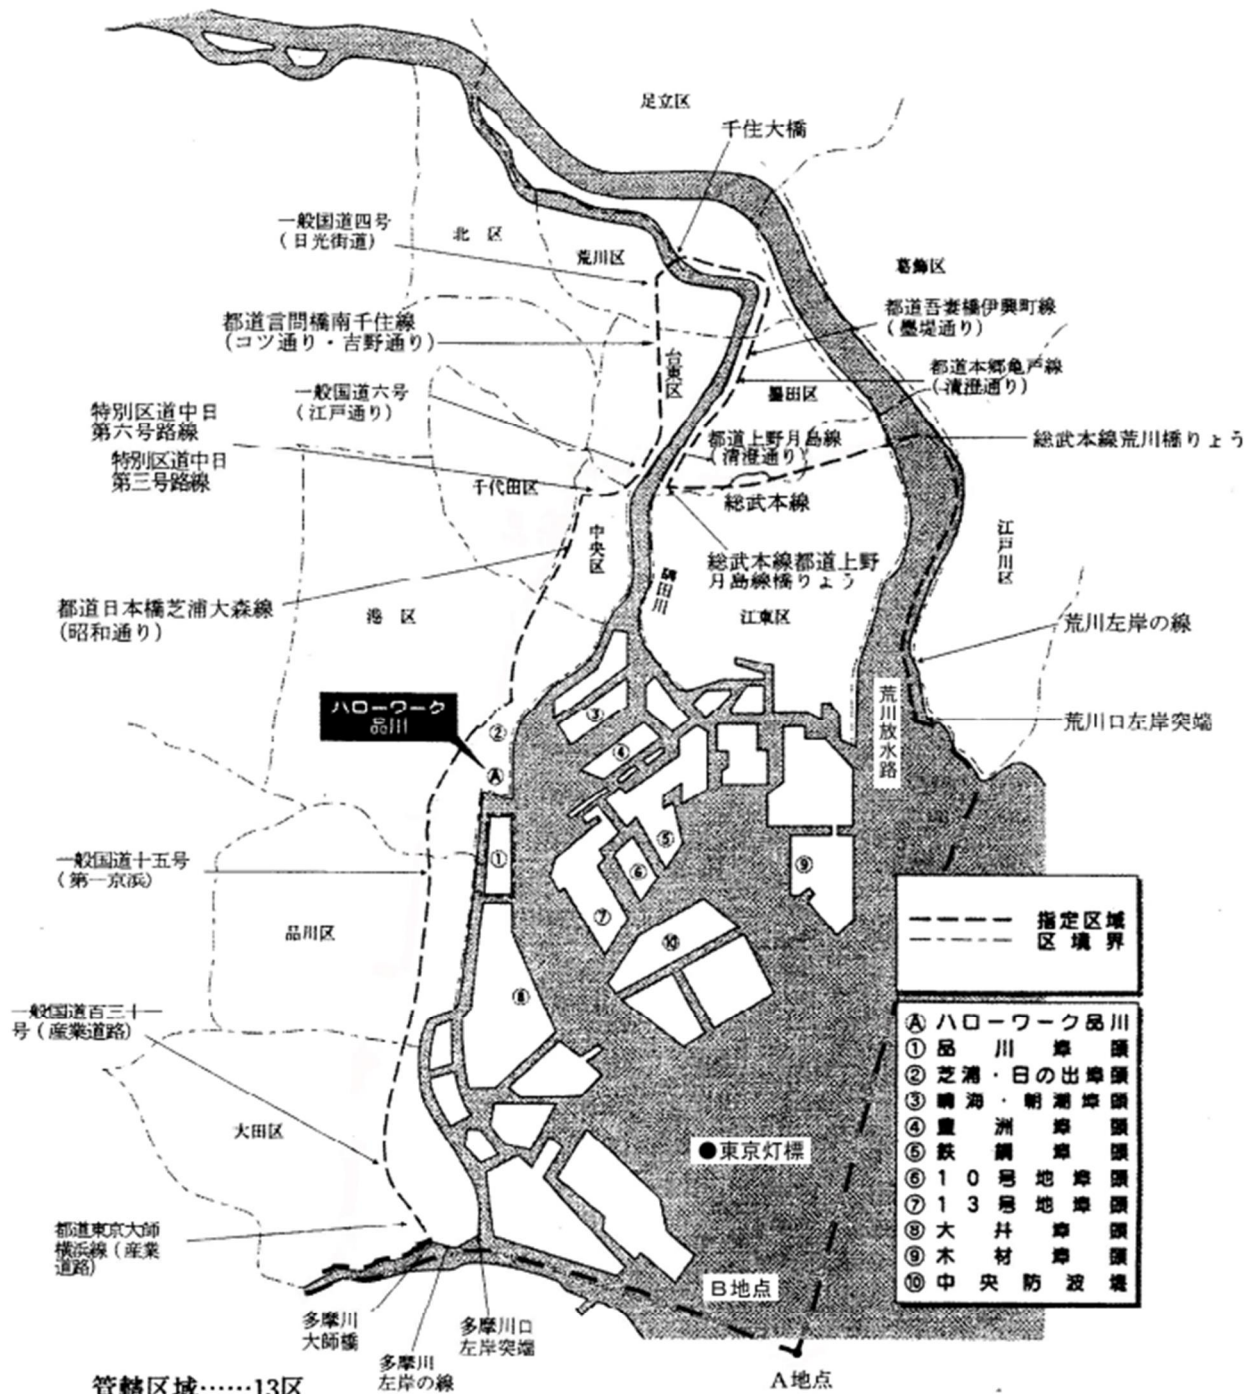 足立区
千住大橋
一般国道四号
(日光街道)
北 区
荒川区
葛飾区
都道吾妻橋伊興町線
(墨堤通り)
都道言問橋南千住線
(コツ通り・吉野通り)
台東区
都道本郷亀戸線
(清澄通り)
一般国道六号
(江戸通り)
墨田区
特別区道中日
第六号路線
都道上野月島線
(清澄通り)
総武本線荒川橋りょう
特別区道中日
第三号路線
千代田区
総武本線
中央区
江戸川区
総武本線都道上野
月島線橋りょう
隅田川
都道日本橋芝浦大森線
(昭和通り)
港 区
江東区
荒川左岸の線
ハローワーク
品川
荒川放水路
荒川口左岸突端
③
②
④
Ⓐ
⑤
①
⑥
⑨
一般国道十五号
(第一京浜)
⑦
品川区
⑩
指定区域
区境界
⑧
一般国道百三十一
号(産業道路)
Ⓐ ハローワーク品川
① 品川埠頭
② 芝浦・日の出埠頭
③ 晴海・朝潮埠頭
④ 豊洲埠頭
⑤ 鉄鋼埠頭
⑥ 10号地埠頭
⑦ 13号地埠頭
⑧ 大井埠頭
⑨ 木材埠頭
⑩ 中央防波堤
大田区
●東京灯標
都道東京大師
横浜線(産業
道路)
B地点
多摩川
大師橋
多摩川口
左岸突端
多摩川
左岸の線
A地点
管轄区域……13区